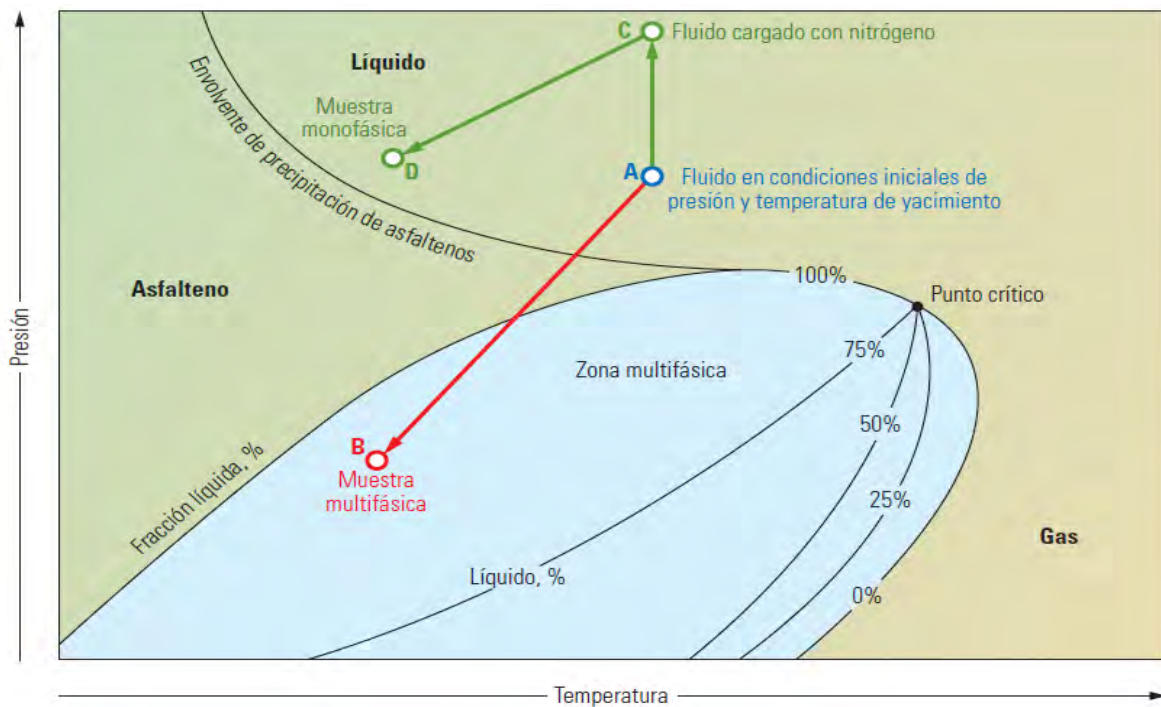 Presión
C
Fluido cargado con nitrógeno
Líquido
Envolvente de precipitación de asfaltenos
Muestra
monofásica
D
A
Fluido en condiciones iniciales de
presión y temperatura de yacimiento
Asfalteno
100%
Punto crítico
75%
Zona multifásica
50%
B
Muestra
multifásica
Fracción líquida, %
25%
Gas
Líquido, %
0%
Temperatura